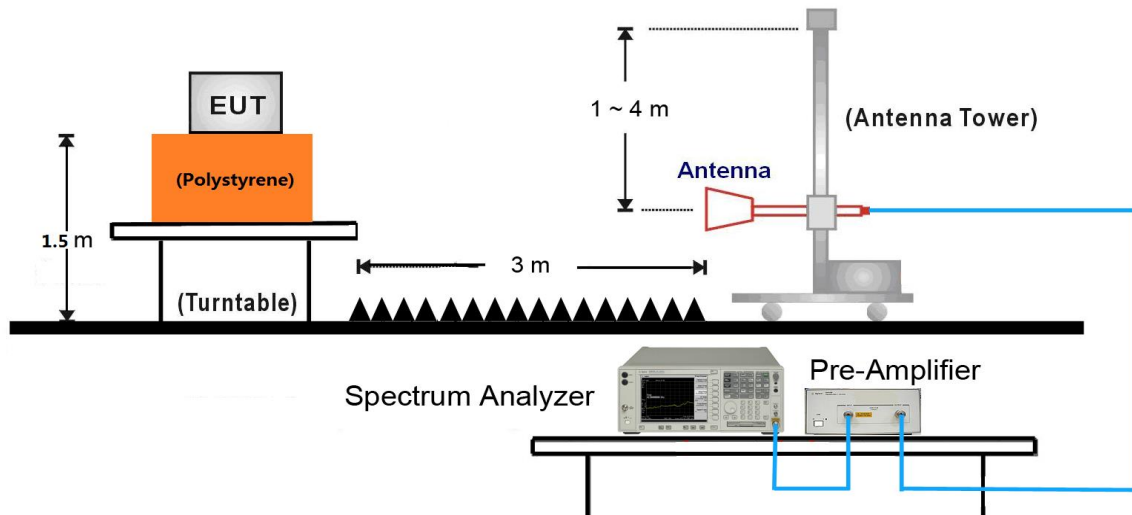 EUT
1 ~ 4 m
(Antenna Tower)
Antenna
(Polystyrene)
1.5 m
3 m
(Turntable)
Spectrum Analyzer
Pre-Amplifier